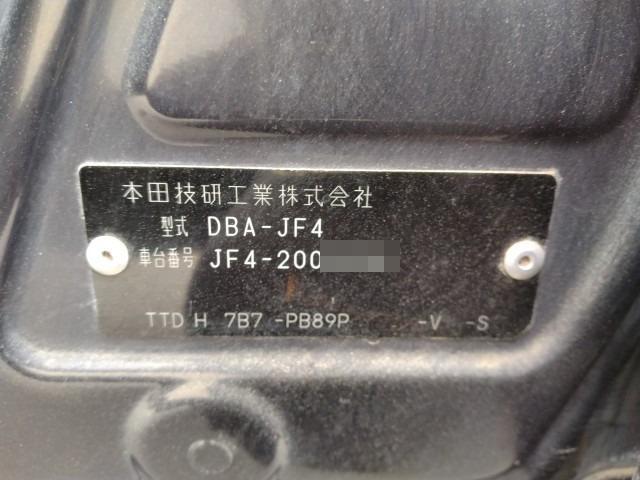 本田技研工業株式会社
型式 DBA-JF4
車台番号 JF4-200
TTD H 7B7 -PB89P -V -S